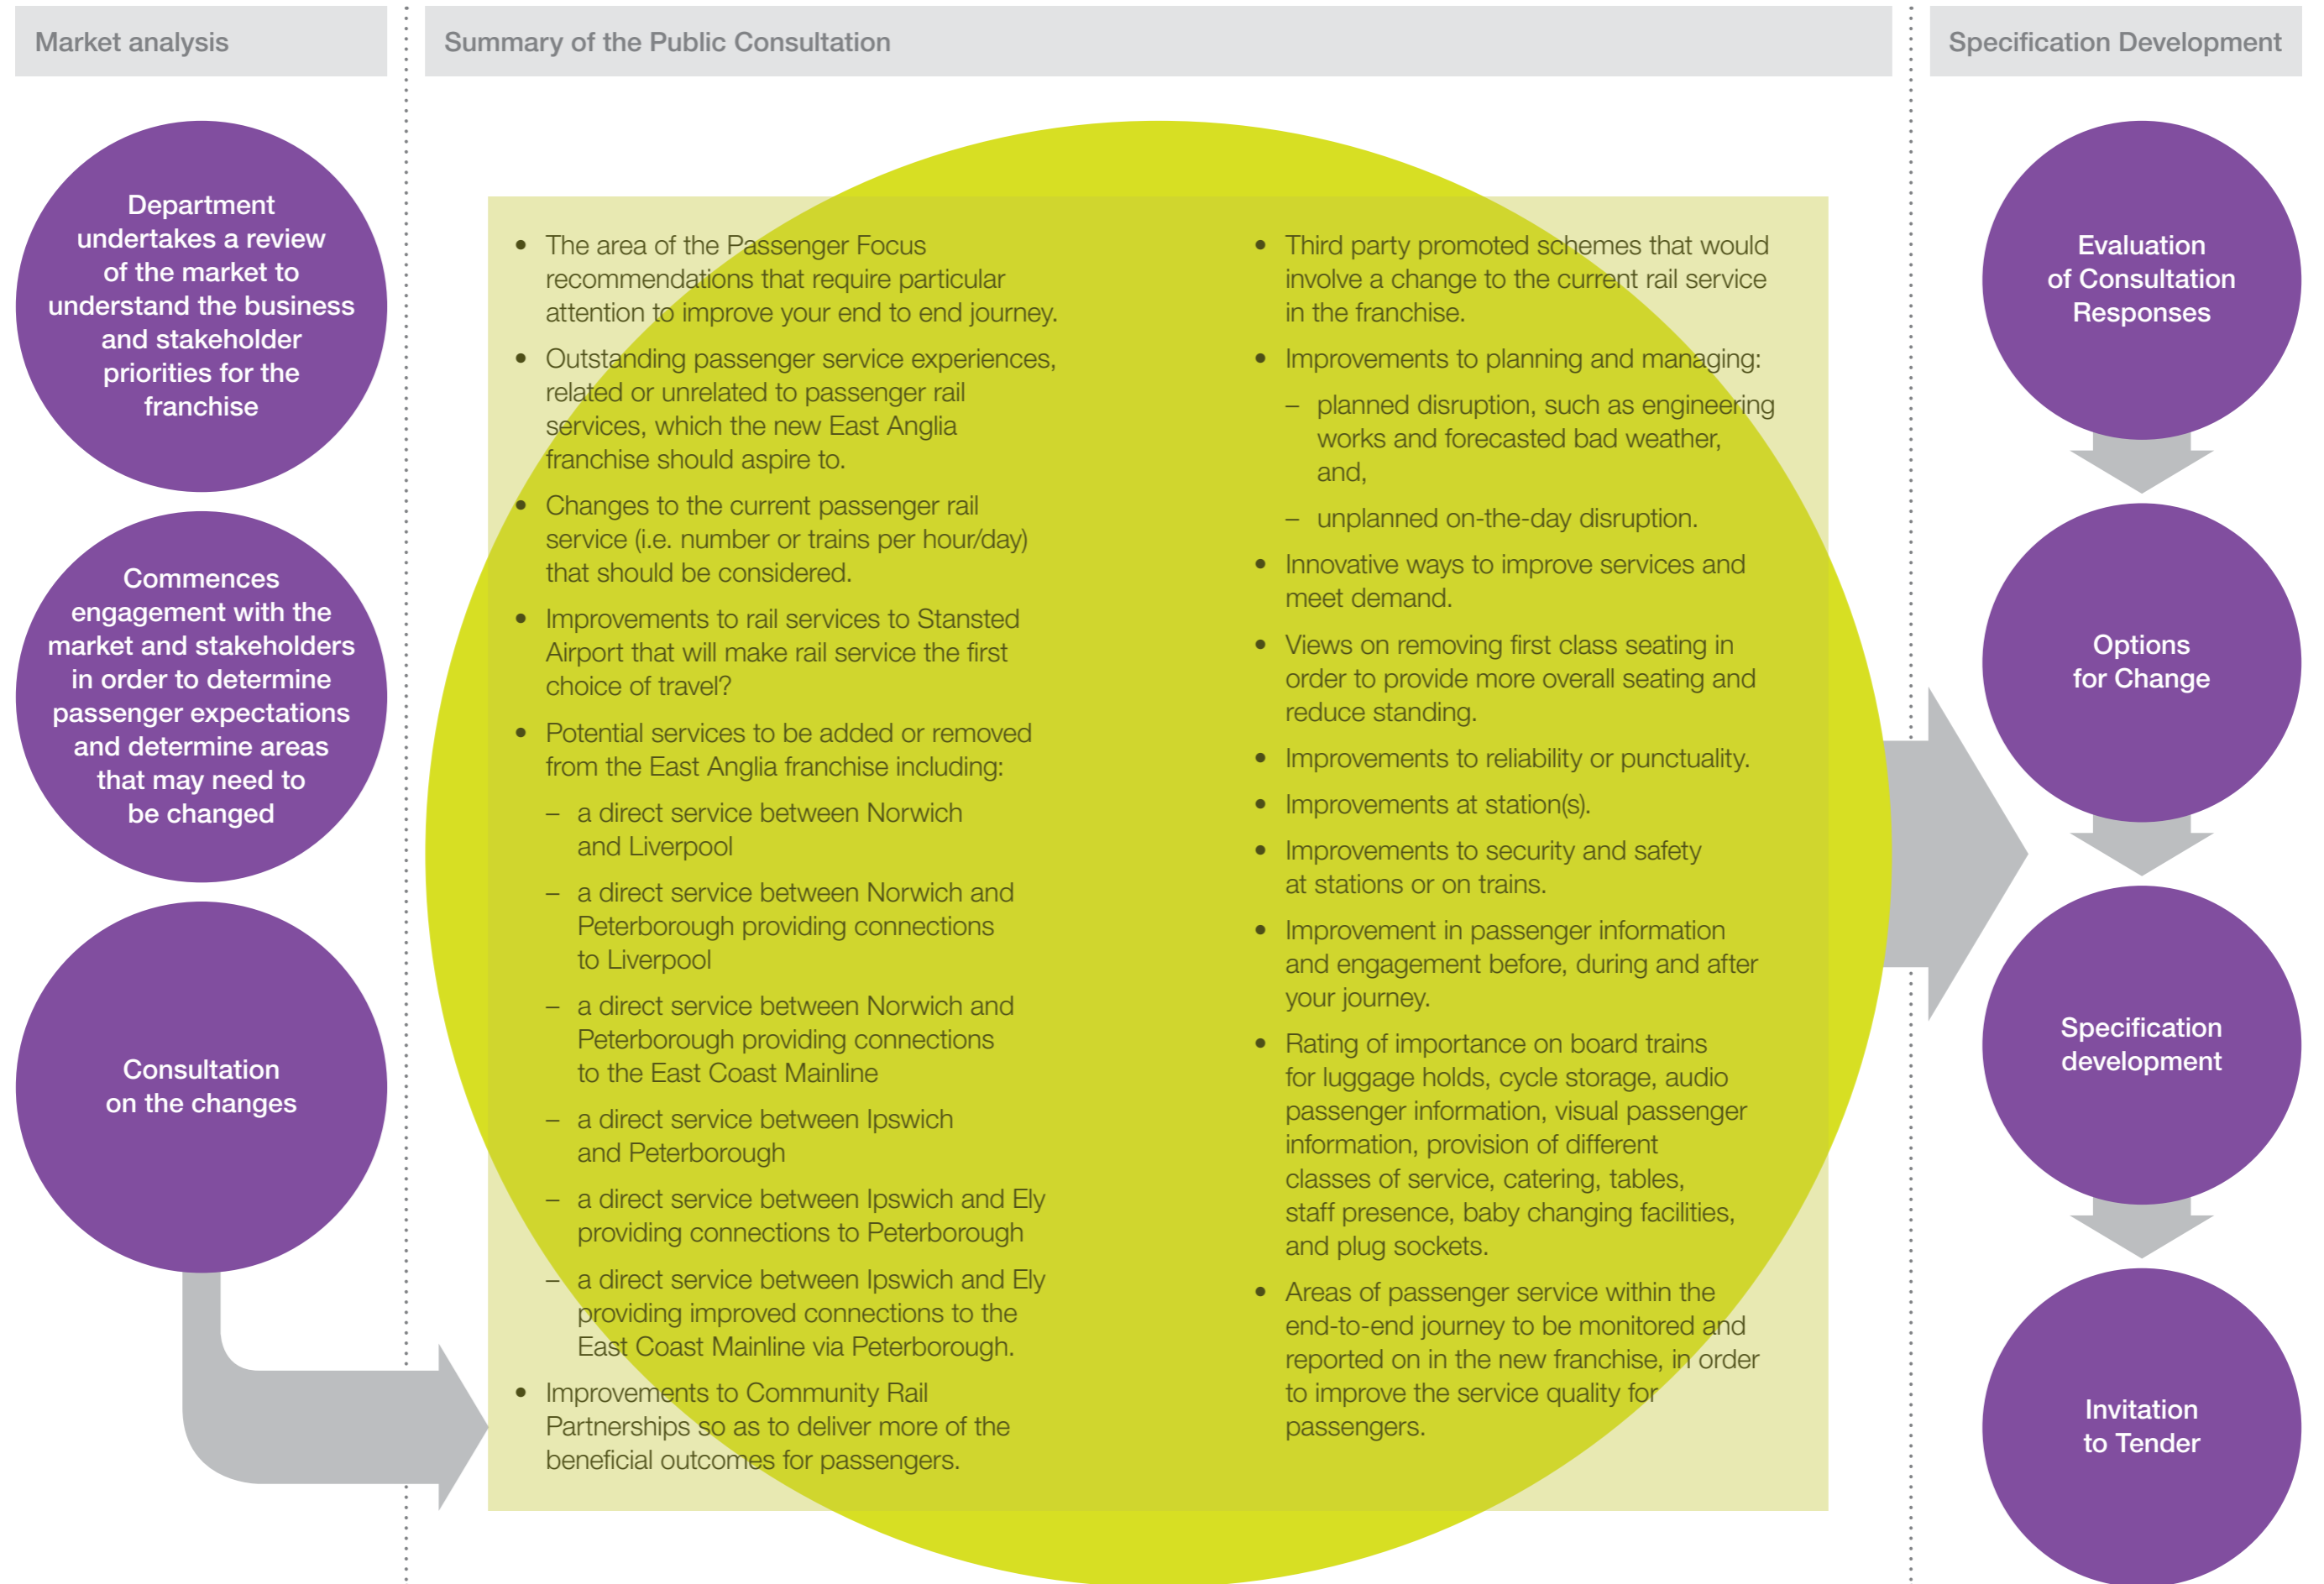 Market analysis
Summary of the Public Consultation
Specification Development
Department
undertakes a review
of the market to
understand the business
and stakeholder
priorities for the
franchise
Commences
engagement with the
market and stakeholders
in order to determine
passenger expectations
and determine areas
that may need to
be changed
Consultation
on the changes
• The area of the Passenger Focus
recommendations that require particular
attention to improve your end to end journey.
• Outstanding passenger service experiences,
related or unrelated to passenger rail
services, which the new East Anglia
franchise should aspire to.
• Changes to the current passenger rail
service (i.e. number or trains per hour/day)
that should be considered.
• Improvements to rail services to Stansted
Airport that will make rail service the first
choice of travel?
• Potential services to be added or removed
from the East Anglia franchise including:
– a direct service between Norwich
and Liverpool
– a direct service between Norwich and
Peterborough providing connections
to Liverpool
– a direct service between Norwich and
Peterborough providing connections
to the East Coast Mainline
– a direct service between Ipswich
and Peterborough
– a direct service between Ipswich and Ely
providing connections to Peterborough
– a direct service between Ipswich and Ely
providing improved connections to the
East Coast Mainline via Peterborough.
• Improvements to Community Rail
Partnerships so as to deliver more of the
beneficial outcomes for passengers.
• Third party promoted schemes that would
involve a change to the current rail service
in the franchise.
• Improvements to planning and managing:
– planned disruption, such as engineering
works and forecasted bad weather,
and,
– unplanned on-the-day disruption.
• Innovative ways to improve services and
meet demand.
• Views on removing first class seating in
order to provide more overall seating and
reduce standing.
• Improvements to reliability or punctuality.
• Improvements at station(s).
• Improvements to security and safety
at stations or on trains.
• Improvement in passenger information
and engagement before, during and after
your journey.
• Rating of importance on board trains
for luggage holds, cycle storage, audio
passenger information, visual passenger
information, provision of different
classes of service, catering, tables,
staff presence, baby changing facilities,
and plug sockets.
• Areas of passenger service within the
end-to-end journey to be monitored and
reported on in the new franchise, in order
to improve the service quality for
passengers.
Evaluation
of Consultation
Responses
Options
for Change
Specification
development
Invitation
to Tender